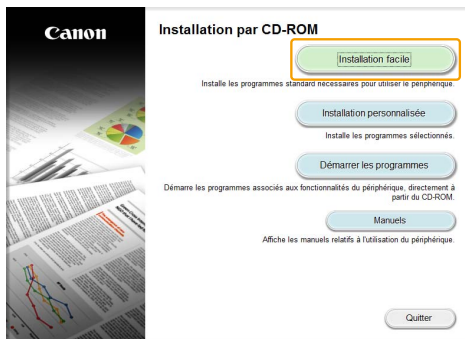 Canon
Installation par CD-ROM
Installation facile
Installe les programmes standard nécessaires pour utiliser le périphérique.
Installation personnalisée
Installe les programmes sélectionnés.
Démarrer les programmes
Démarre les programmes associés aux fonctionnalités du périphérique, directement à
partir du CD-ROM.
Manuels
Affiche les manuels relatifs à l'utilisation du périphérique.
Quitter